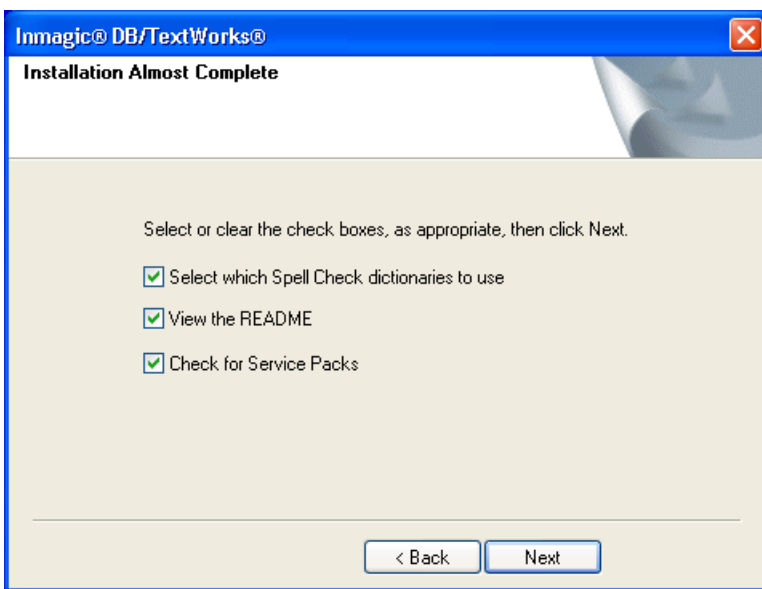 Inmagic® DB/TextWorks®
Installation Almost Complete
Select or clear the check boxes, as appropriate, then click Next.
Select which Spell Check dictionaries to use
View the README
Check for Service Packs
< Back Next